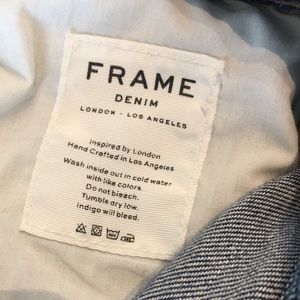 FRAME
DENIM
LONDON - LOS ANGELES
Inspired by London
Hand Crafted in Los Angeles
Wash inside out in cold water
with like colors.
Do not bleach.
Tumble dry low.
Indigo will bleed.